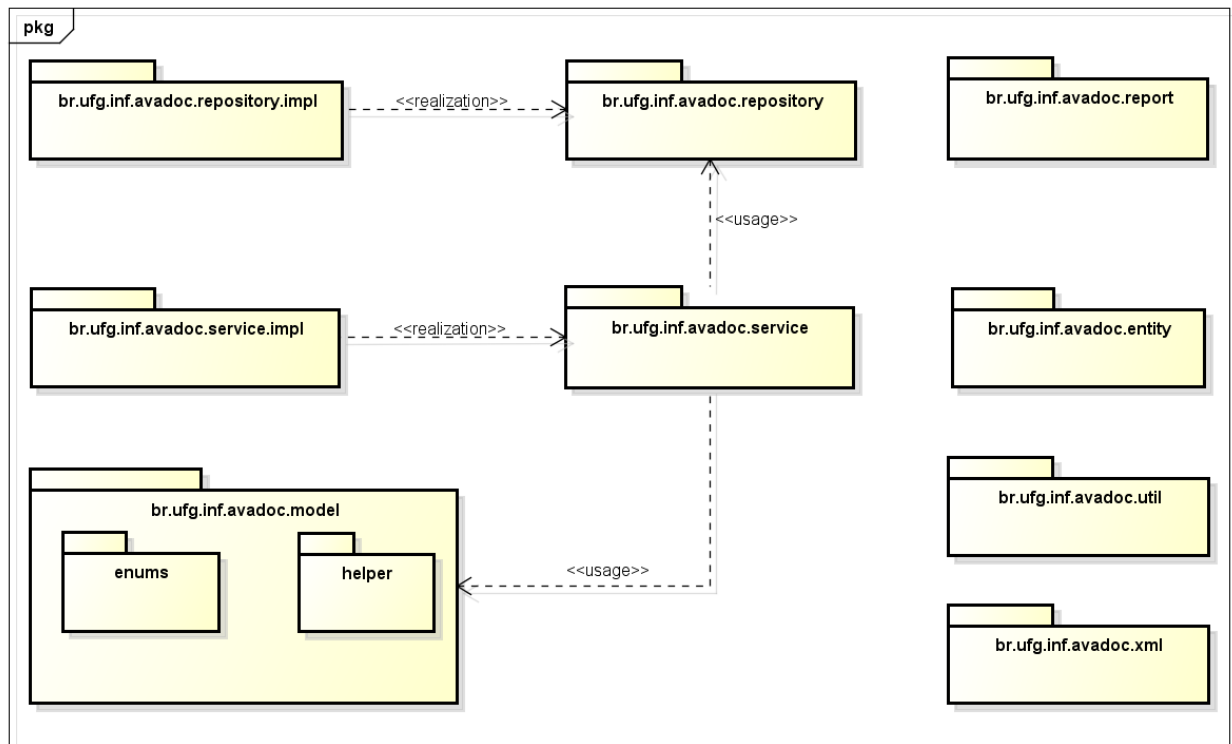 pkg
br.ufg.inf.avadoc.repository.impl
<<realization>>
br.ufg.inf.avadoc.repository
br.ufg.inf.avadoc.report
<<usage>>
br.ufg.inf.avadoc.service.impl
<<realization>>
br.ufg.inf.avadoc.service
br.ufg.inf.avadoc.entity
br.ufg.inf.avadoc.model
enums
helper
<<usage>>
br.ufg.inf.avadoc.util
br.ufg.inf.avadoc.xml